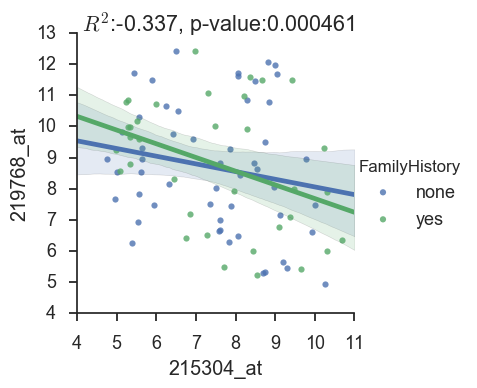 R²:-0.337, p-value:0.000461
13
12
11
10
9
8
7
6
5
4
219768_at
4 5 6 7 8 9 10 11
215304_at
FamilyHistory
none
yes